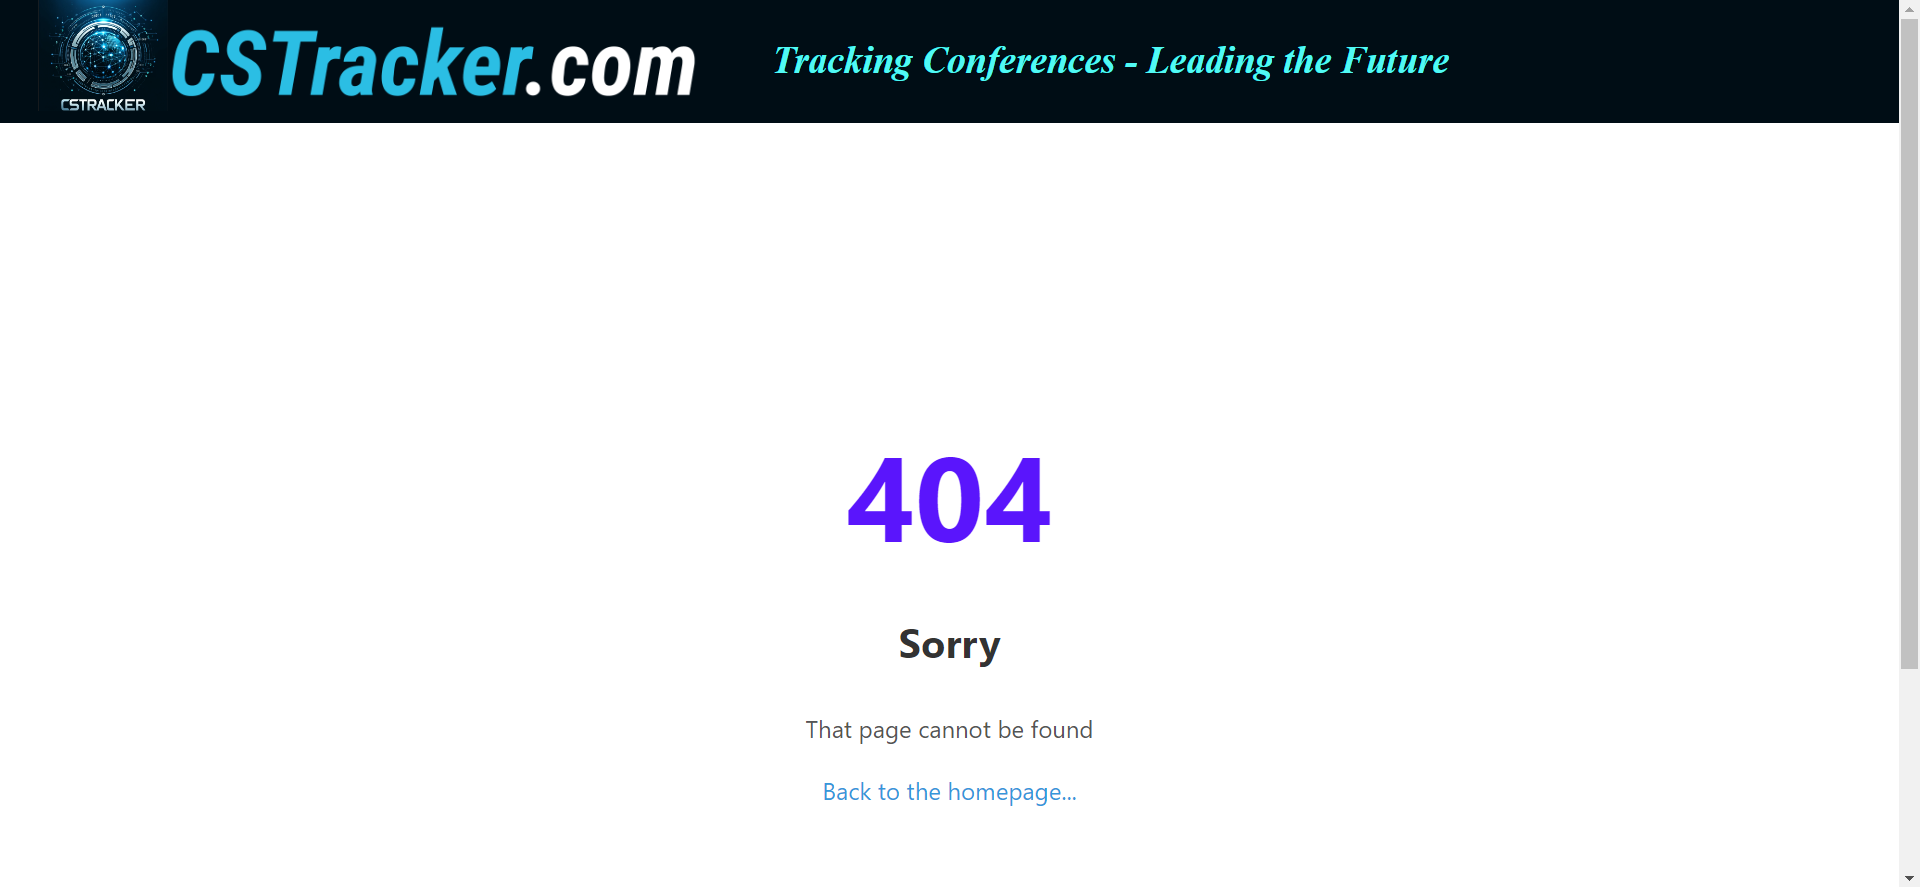 CSTRACKER
CSTracker.com
Tracking Conferences - Leading the Future
404
Sorry
That page cannot be found
Back to the homepage...